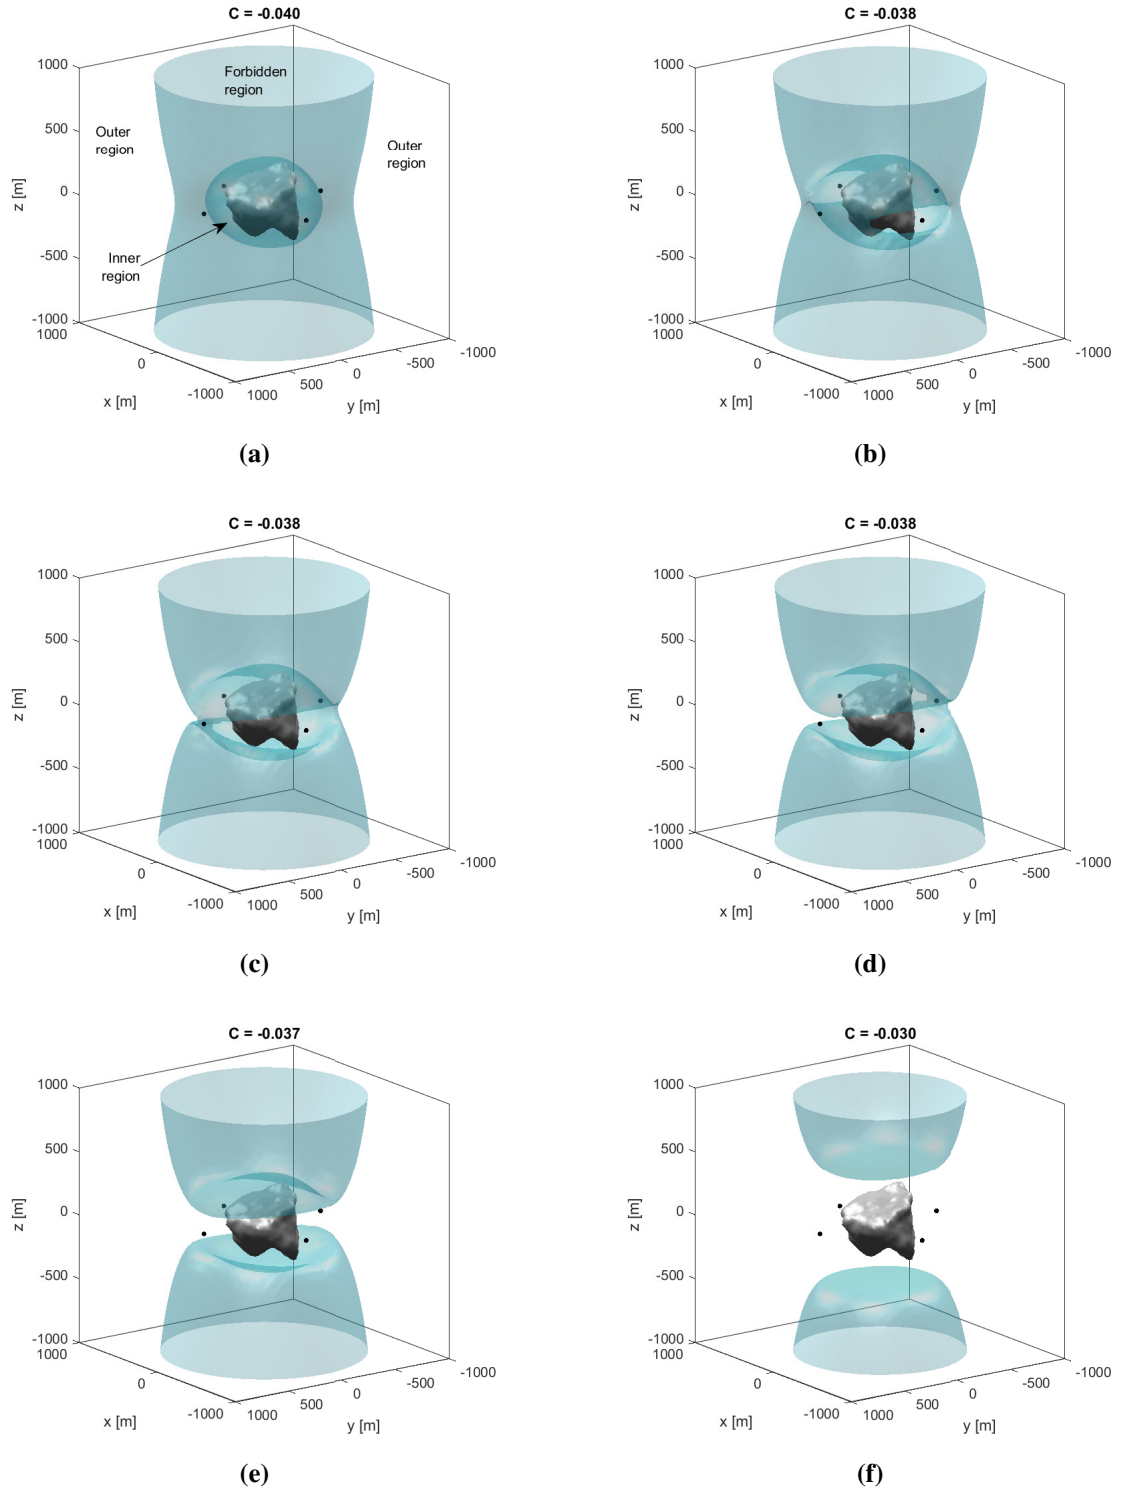 C = -0.040
1000
500
0
-500
-1000
z [m]
Forbidden
region
Outer
region
Outer
region
Inner
region
1000
0
-1000
x [m]
1000
500
0
-500
-1000
y [m]
(a)
C = -0.038
1000
500
0
-500
-1000
z [m]
1000
0
-1000
x [m]
1000
500
0
-500
-1000
y [m]
(b)
C = -0.038
1000
500
0
-500
-1000
z [m]
1000
0
-1000
x [m]
1000
500
0
-500
-1000
y [m]
(c)
C = -0.038
1000
500
0
-500
-1000
z [m]
1000
0
-1000
x [m]
1000
500
0
-500
-1000
y [m]
(d)
C = -0.037
1000
500
0
-500
-1000
z [m]
1000
0
-1000
x [m]
1000
500
0
-500
-1000
y [m]
(e)
C = -0.030
1000
500
0
-500
-1000
z [m]
1000
0
-1000
x [m]
1000
500
0
-500
-1000
y [m]
(f)